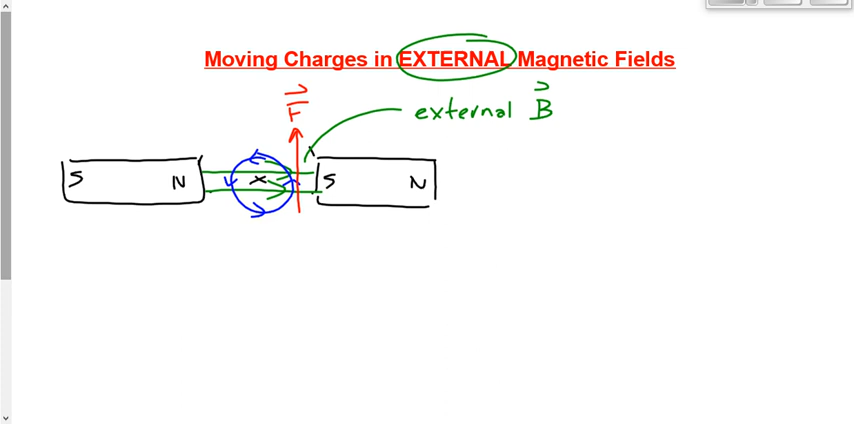 Moving Charges in EXTERNAL Magnetic Fields
F
external B
S N x S N